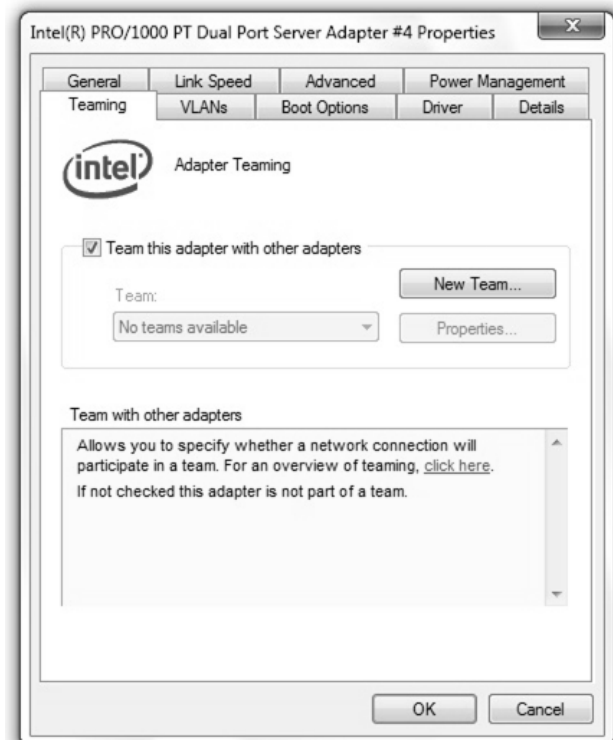 Intel(R) PRO/1000 PT Dual Port Server Adapter #4 Properties
General Link Speed Advanced Power Management
Teaming VLANs Boot Options Driver Details
intel
Adapter Teaming
Team this adapter with other adapters
New Team...
Team:
No teams available
Properties...
Team with other adapters
Allows you to specify whether a network connection will
participate in a team. For an overview of teaming, click here.
If not checked this adapter is not part of a team.
OK Cancel